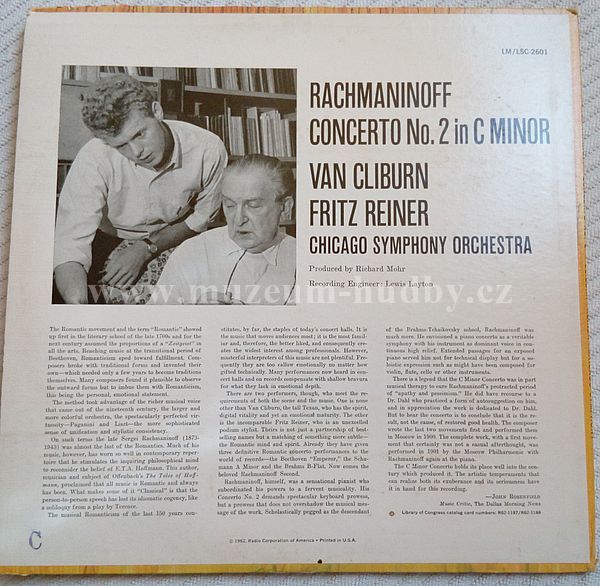 LM/LSC-2601
RACHMANINOFF
CONCERTO No. 2 in C MINOR
VAN CLIBURN
FRITZ REINER
CHICAGO SYMPHONY ORCHESTRA
Produced by Richard Mohr
Recording Engineer: Lewis Layton
www.muzeum-hudby.cz
The Romantic movement and the term "Romantic" showed
up first in the literary school of the late 1700s and for the
next century assumed the proportions of a "Zeitgeist" in
all the arts. Reaching music at the transitional period of
Beethoven, Romanticism sped toward fulfillment. Com-
posers broke with traditional forms and invented their
own—which needed only a few years to become traditions
themselves. Many composers found it plausible to observe
the outward forms but to imbue them with Romanticism,
this being the personal, emotional statement.
The method took advantage of the richer musical voice
that came out of the nineteenth century, the larger and
more colorful orchestra, the spectacularly perfected vir-
tuosity—Paganini and Liszt—the more sophisticated
sense of unification and stylistic consistency.
On such terms the late Sergei Rachmaninoff (1873-
1943) was almost the last of the Romantics. Much of his
music, however, has worn so well in contemporary reper-
toire that he stimulates the inquiring philosophical mind
to reconsider the belief of E.T.A. Hoffmann. This author,
musician and subject of Offenbach's The Tales of Hoff-
mann, proclaimed that all music is Romantic and always
has been. What makes some of it "Classical" is that the
person-to-person speech has lost its idiomatic cogency, like
a soliloquy from a play by Terence.
The musical Romanticism of the last 150 years con-
stitutes, by far, the staples of today's concert halls. It is
the music that moves audiences most; it is the most famil-
iar and, therefore, the better liked, and consequently cre-
ates the widest interest among professionals. However,
masterful interpreters of this music are not plentiful. Fre-
quently they are too callow emotionally no matter how
gifted technically. Many performances now heard in con-
cert halls and on records compensate with shallow bravura
for what they lack in emotional depth.
There are two performers, though, who meet the re-
quirements of both the score and the music. One is none
other than Van Cliburn, the tall Texan, who has the spirit,
digital vitality and yet an emotional maturity. The other
is the incomparable Fritz Reiner, who is an unexcelled
podium stylist. Theirs is not just a partnership of best-
selling names but a matching of something more subtle—
the Romantic mind and spirit. Already they have given
three definitive Romantic concerto performances to the
world of records—the Beethoven "Emperor," the Schu-
mann A Minor and the Brahms B-Flat. Now comes the
beloved Rachmaninoff Second.
Rachmaninoff, himself, was a sensational pianist who
subordinated his powers to a fervent musicality. His
Concerto No. 2 demands spectacular keyboard prowess,
but a prowess that does not overshadow the musical mes-
sage of the work. Scholastically pegged as the descendant
of the Brahms-Tchaikovsky school, Rachmaninoff was
much more. He envisioned a piano concerto as a veritable
symphony with its instrument as dominant voice in con-
tinuous high relief. Extended passages for an exposed
piano served him not for technical display but for a so-
loistic expression such as might have been composed for
violin, flute, cello or other instruments.
There is a legend that the C Minor Concerto was in part
musical therapy to cure Rachmaninoff's protracted period
of "apathy and pessimism." He did have recourse to a
Dr. Dahl who practiced a form of autosuggestion on him,
and in appreciation the work is dedicated to Dr. Dahl.
But to hear the concerto is to conclude that it is the re-
sult, not the cause, of restored good health. The composer
wrote the last two movements first and performed them
in Moscow in 1900. The complete work, with a first move-
ment that certainly was not a casual afterthought, was
performed in 1901 by the Moscow Philharmonic with
Rachmaninoff again at the piano.
The C Minor Concerto holds its place well into the cen-
tury which produced it. The artistic temperaments that
can realize both its exuberance and its seriousness have
it in hand for this recording.
—JOHN ROSENFIELD
Music Critic, The Dallas Morning News
Library of Congress catalog card numbers: R62-1187/R62-1188
C
© 1962, Radio Corporation of America • Printed in U.S.A.